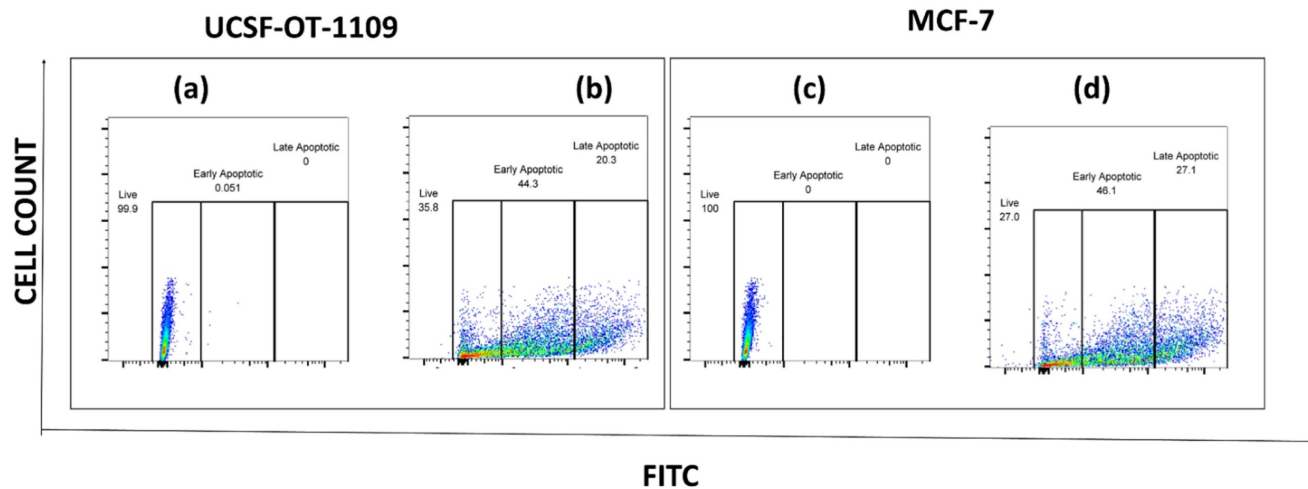 UCSF-OT-1109
MCF-7
CELL COUNT
(a)
Late Apoptotic
0
Early Apoptotic
0.051
Live
99.9
(b)
Late Apoptotic
20.3
Early Apoptotic
44.3
Live
35.8
(c)
Late Apoptotic
0
Early Apoptotic
0
Live
100
(d)
Late Apoptotic
27.1
Early Apoptotic
46.1
Live
27.0
FITC